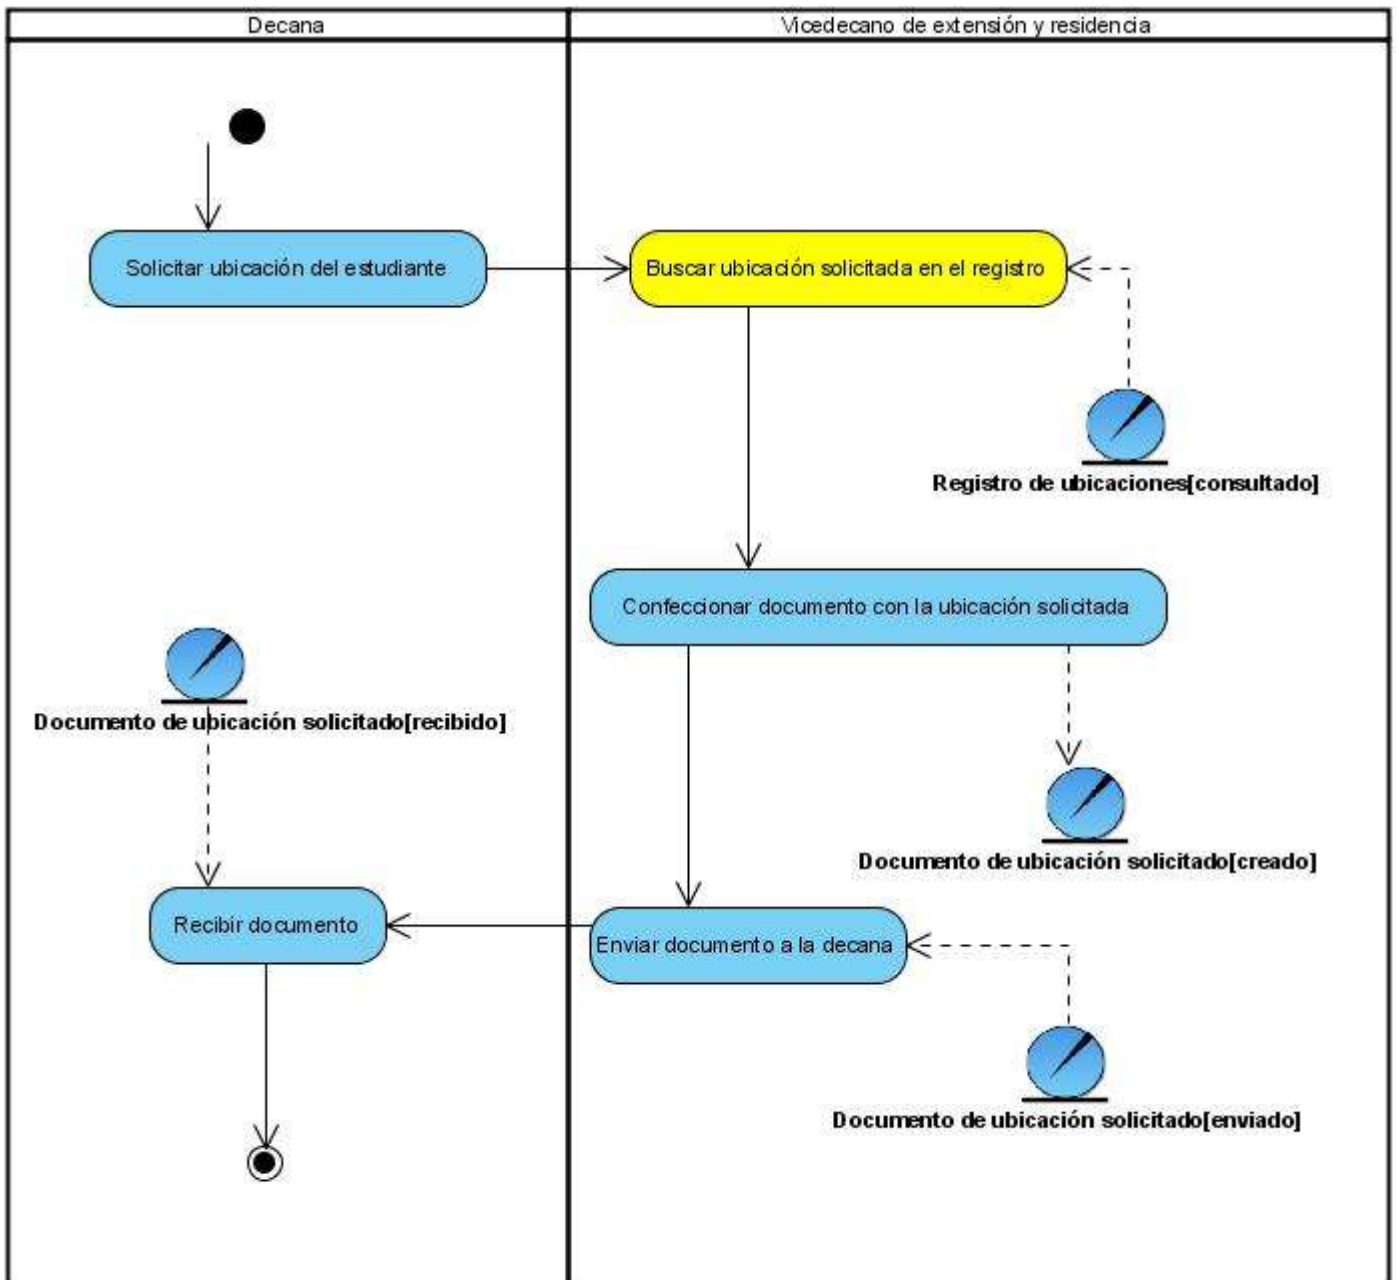 Decana
Vicedecano de extensión y residencia
Solicitar ubicación del estudiante
Buscar ubicación solicitada en el registro
Registro de ubicaciones[consultado]
Confeccionar documento con la ubicación solicitada
Documento de ubicación solicitado[recibido]
Documento de ubicación solicitado[creado]
Recibir documento
Enviar documento a la decana
Documento de ubicación solicitado[enviado]